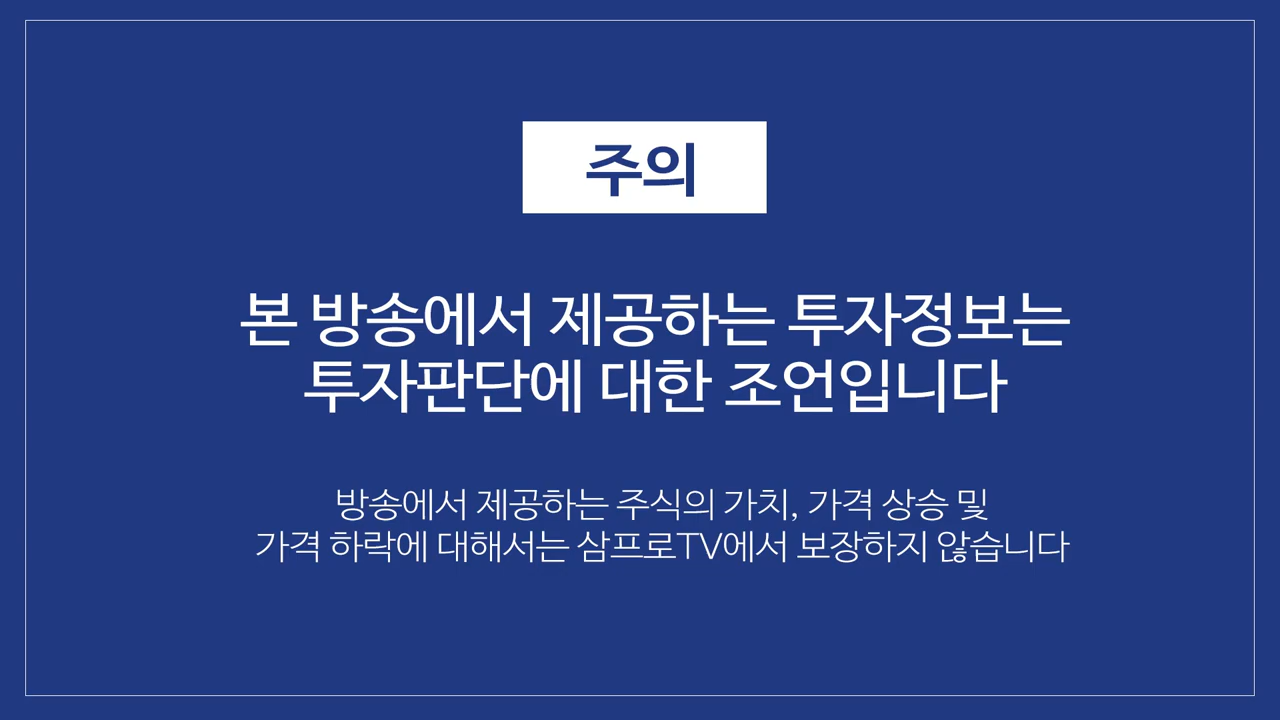 주의
본 방송에서 제공하는 투자정보는
투자판단에 대한 조언입니다
방송에서 제공하는 주식의 가치, 가격 상승 및
가격 하락에 대해서는 삼프로TV에서 보장하지 않습니다